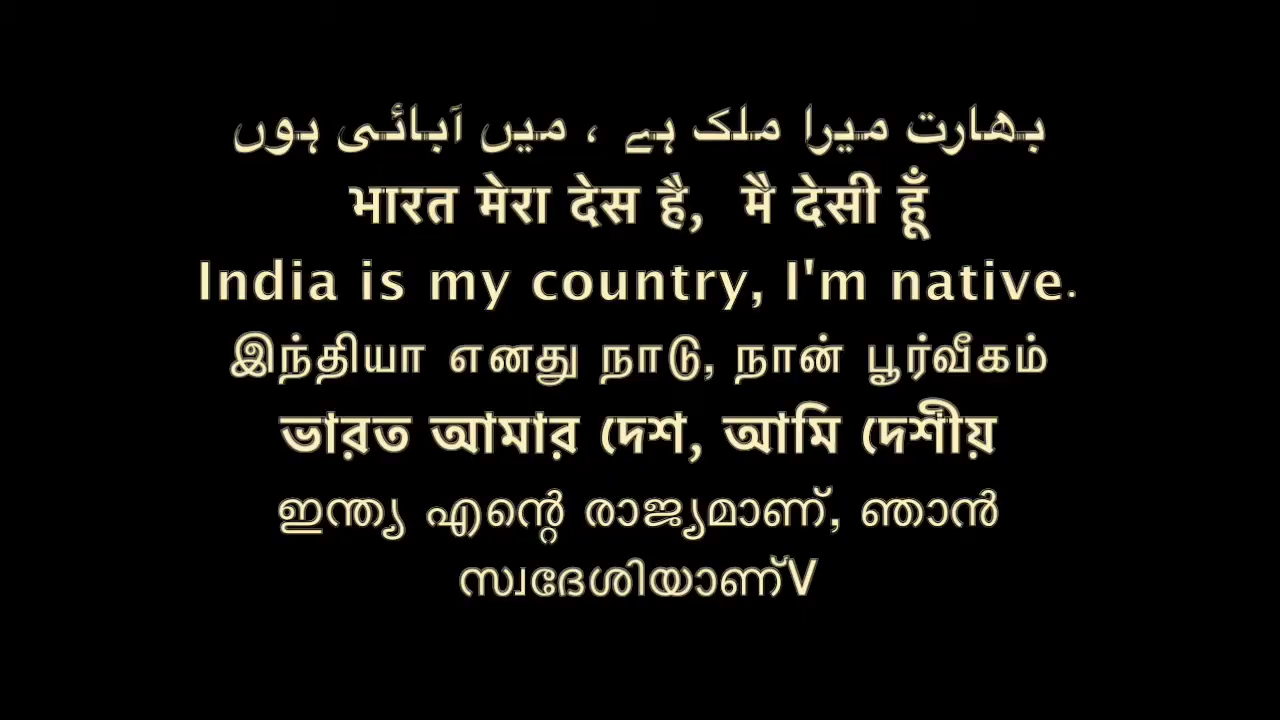 بھارت میرا ملک ہے ، میں آبائی ہوں
भारत मेरा देस है, मै देसी हूँ
India is my country, I'm native.
இந்தியா எனது நாடு, நான் பூர்வீகம்
ভারত আমার দেশ, আমি দেশীয়
ഇന്ത്യ എന്റെ രാജ്യമാണ്, ഞാൻ
സ്വദേശിയാണ്V